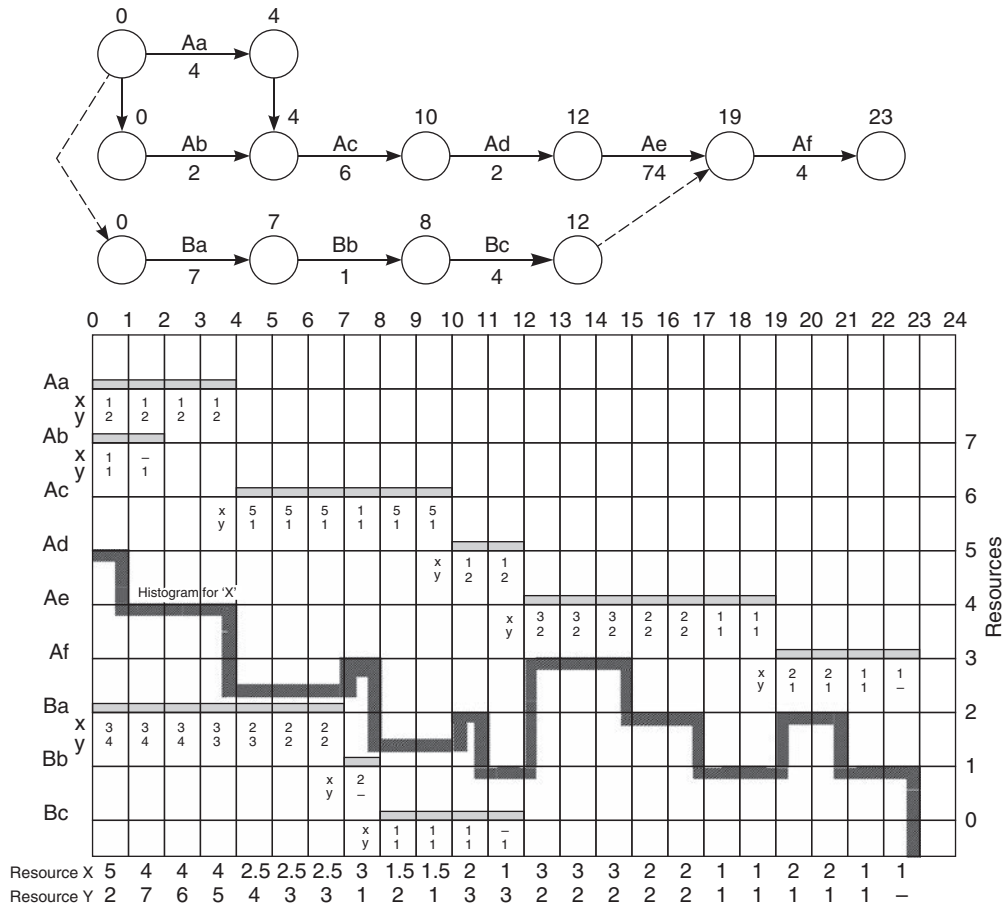 0 4
Aa
4
0 4 10 12 19 23
Ab Ac Ad Ae Af
2 6 2 74 4
0 7 8 12
Ba Bb Bc
7 1 4
0 1 2 3 4 5 6 7 8 9 10 11 12 13 14 15 16 17 18 19 20 21 22 23 24
Aa
x 1 1 2 1
y 2 2 2 2
Ab 7
x 1 –
y 1 1
Ac 6
x 5 5 5 1 5 5
y 1 1 1 1 1 1
Ad 5
x 1 1
y 2 2
Histogram for 'X'
Ae 4
x 3 3 3 2 2 1 1
y 2 2 2 2 2 1 1
Resources
Af 3
x 2 2 1 1
y 1 1 1 –
Ba 2
x 3 3 3 3 2 2 2
y 4 4 4 3 3 2 2
Bb 1
x 2
y –
Bc 0
x 1 1 1 –
y 1 1 1 1
Resource X 5 4 4 4 2.5 2.5 2.5 3 1.5 1.5 2 1 3 3 3 2 2 1 1 2 2 1 1
Resource Y 2 7 6 5 4 3 3 1 2 1 3 3 2 2 2 2 2 1 1 1 1 1 –